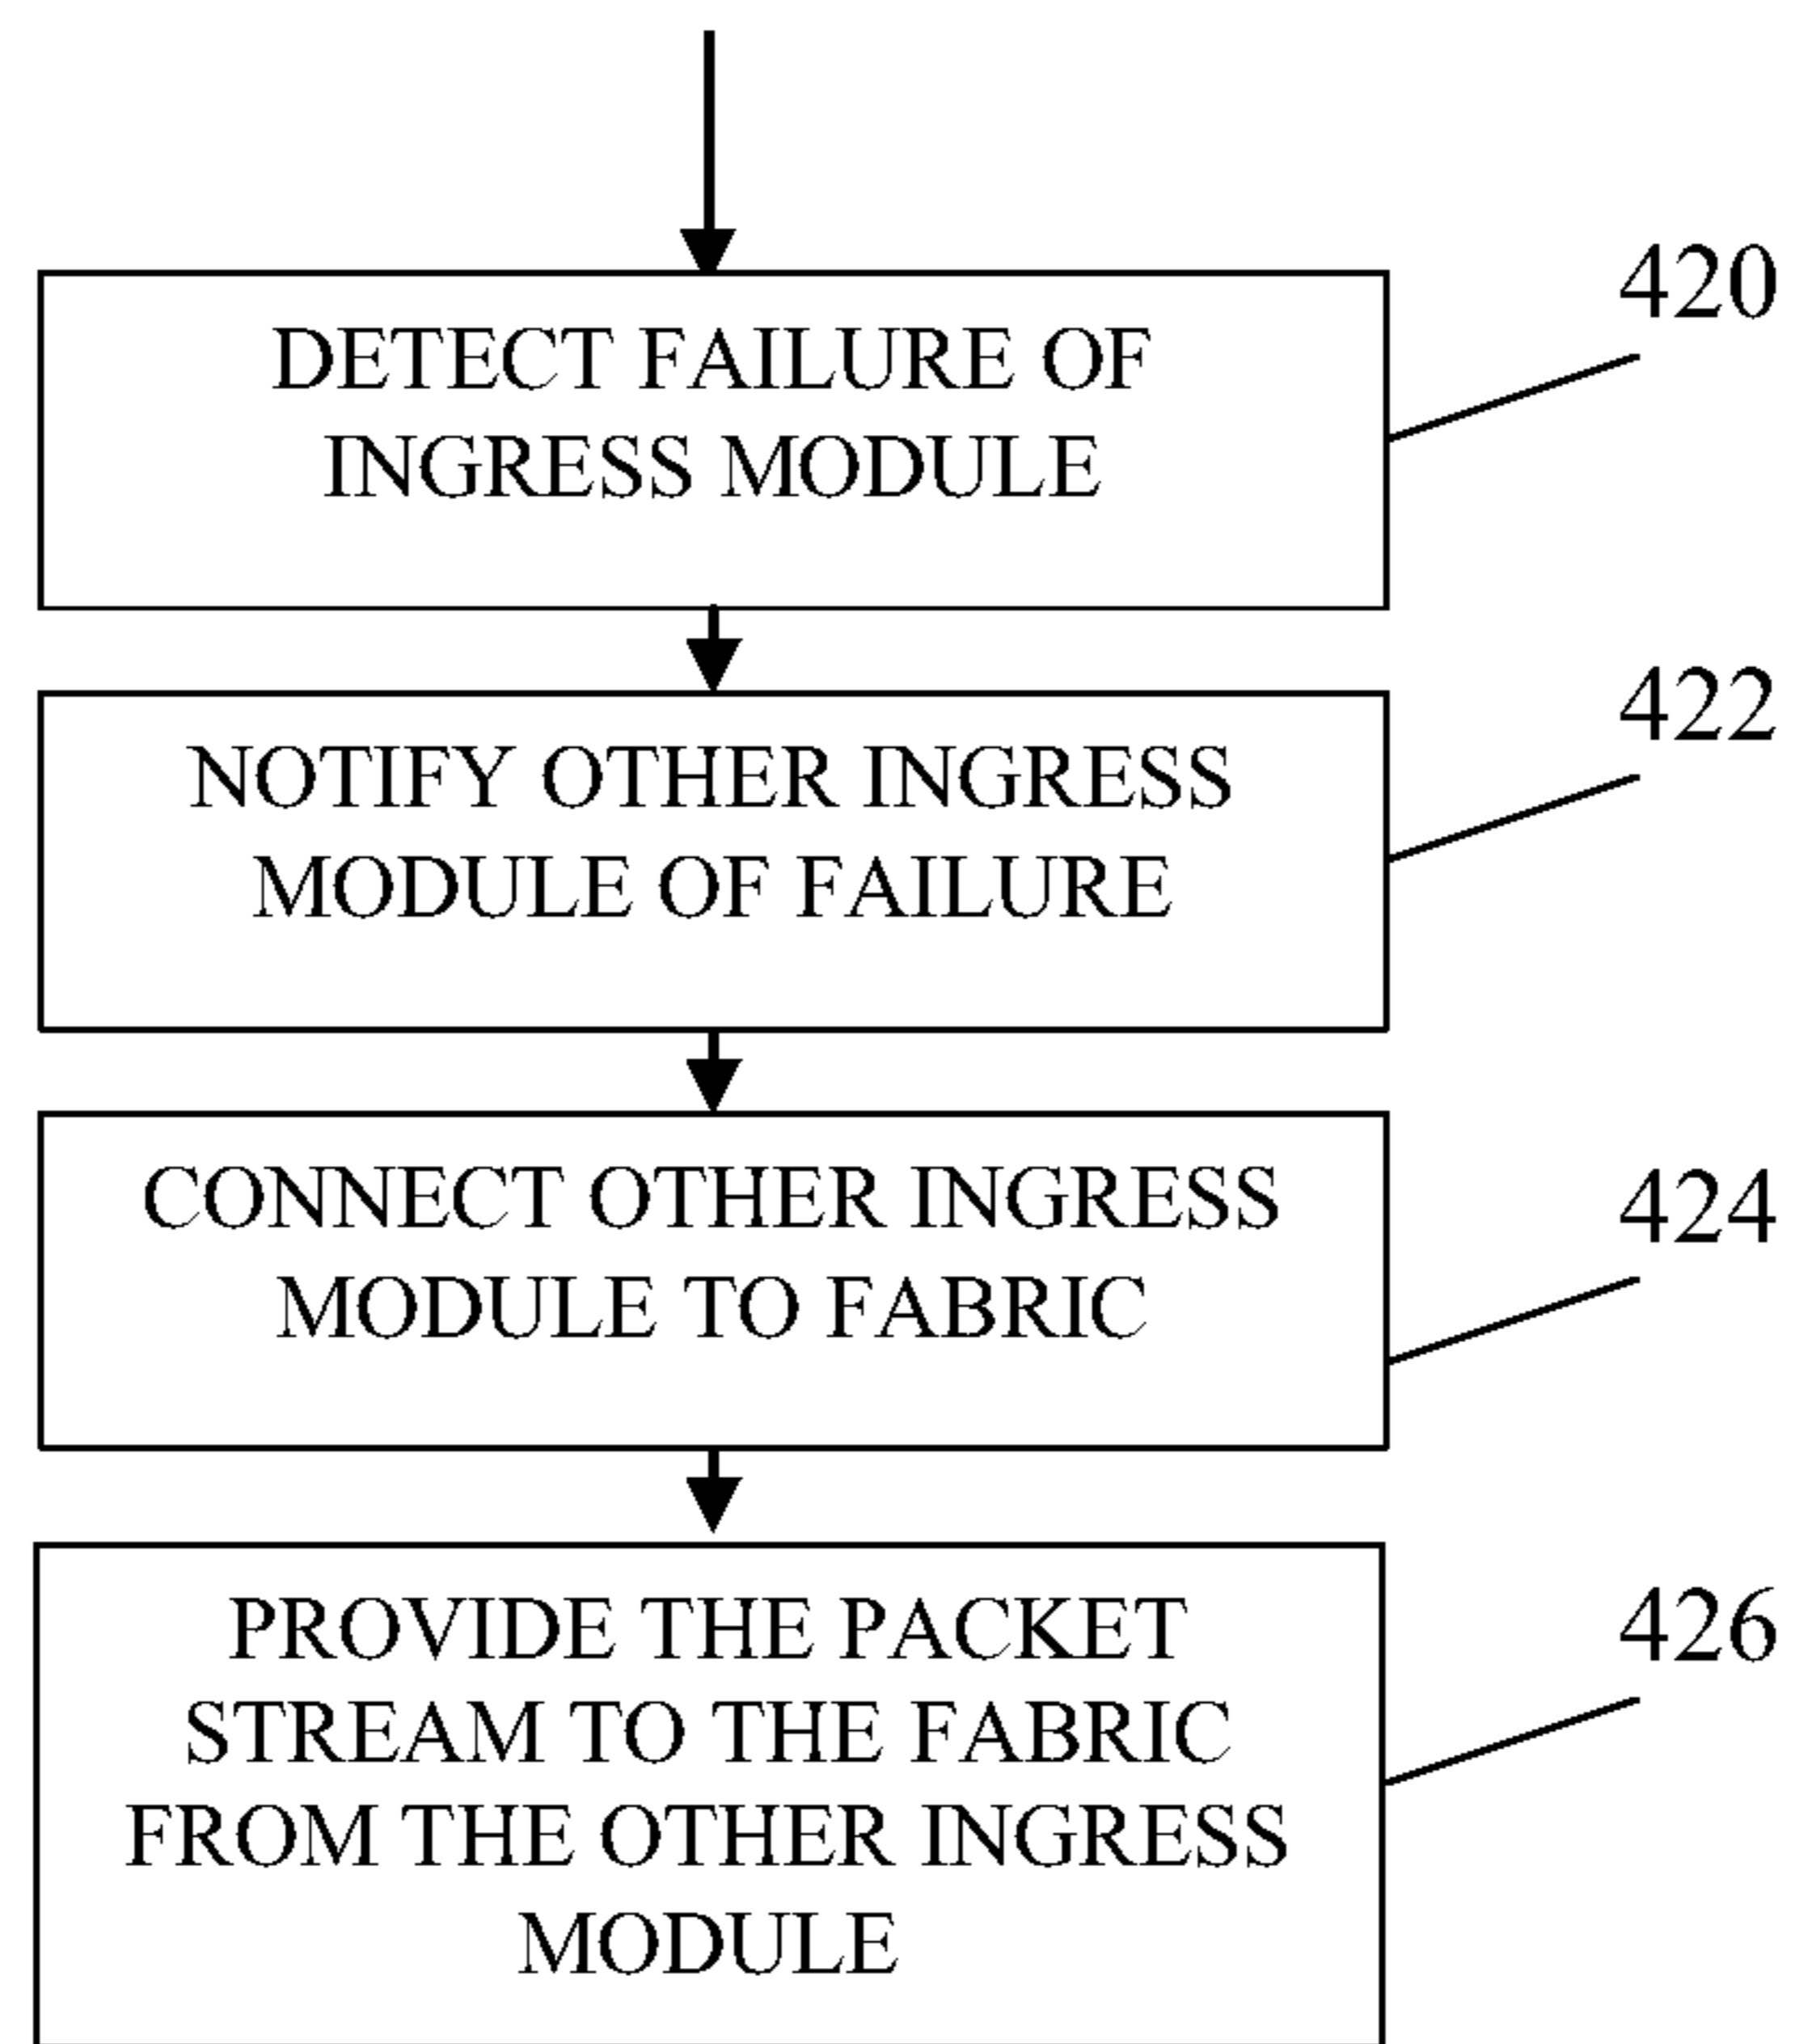 420
DETECT FAILURE OF
INGRESS MODULE
422
NOTIFY OTHER INGRESS
MODULE OF FAILURE
424
CONNECT OTHER INGRESS
MODULE TO FABRIC
426
PROVIDE THE PACKET
STREAM TO THE FABRIC
FROM THE OTHER INGRESS
MODULE